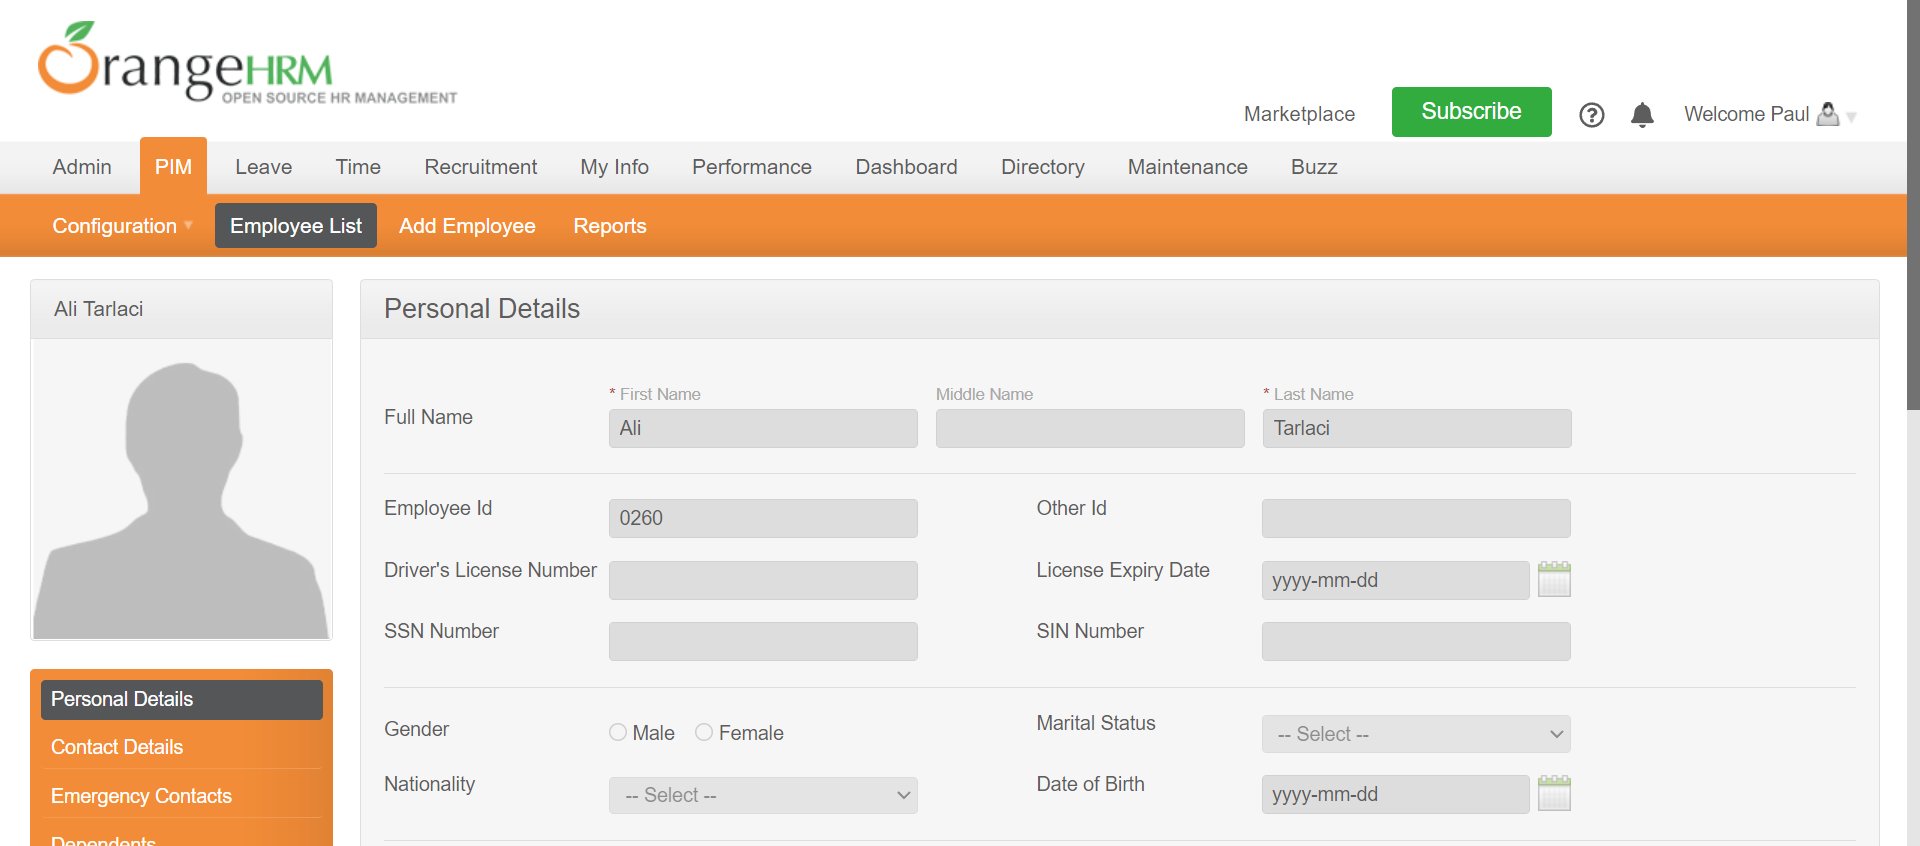 OrangeHRM
OPEN SOURCE HR MANAGEMENT
Marketplace Subscribe Welcome Paul
Admin PIM Leave Time Recruitment My Info Performance Dashboard Directory Maintenance Buzz
Configuration Employee List Add Employee Reports
Ali Tarlaci
Personal Details
* First Name Middle Name * Last Name
Full Name Ali Tarlaci
Employee Id 0260 Other Id
Driver's License Number License Expiry Date yyyy-mm-dd
SSN Number SIN Number
Personal Details
Gender Male Female Marital Status -- Select --
Contact Details
Nationality -- Select -- Date of Birth yyyy-mm-dd
Emergency Contacts
Dependents